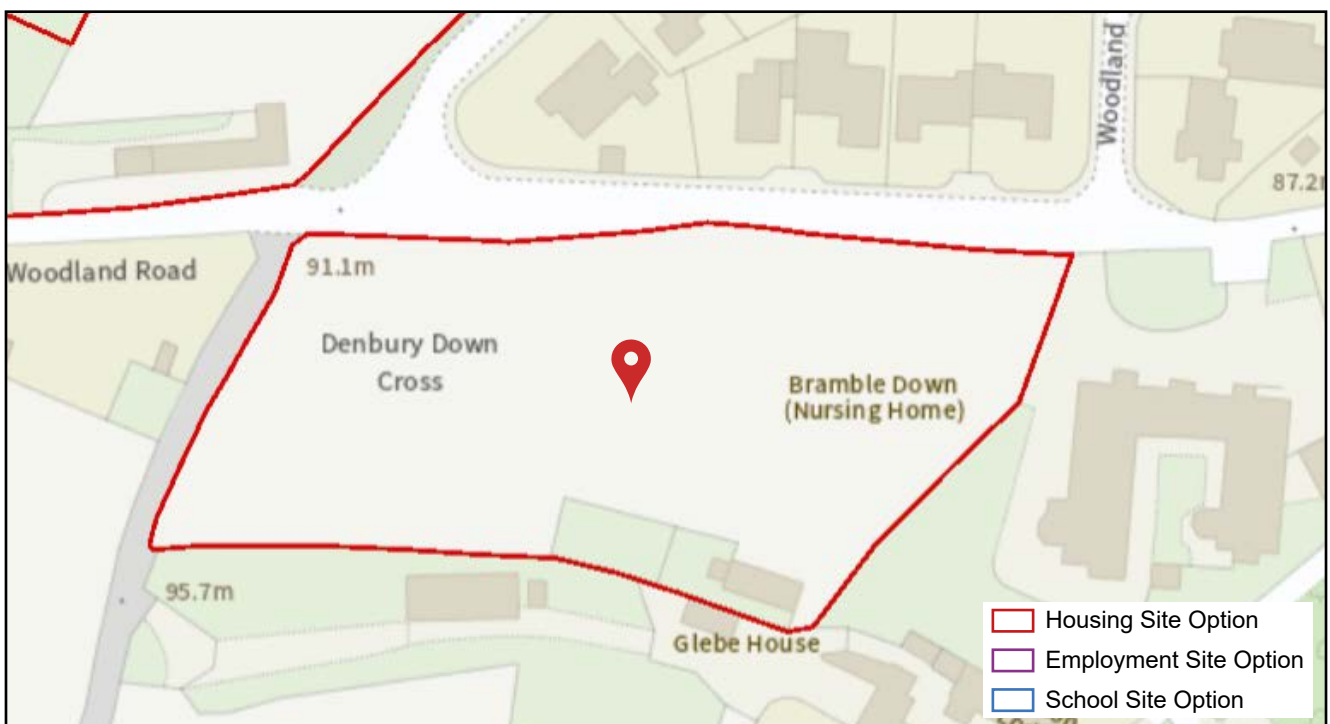 Woodland
87.2
Woodland Road
91.1m
Denbury Down
Cross
Bramble Down
(Nursing Home)
95.7m
Glebe House
Housing Site Option
Employment Site Option
School Site Option